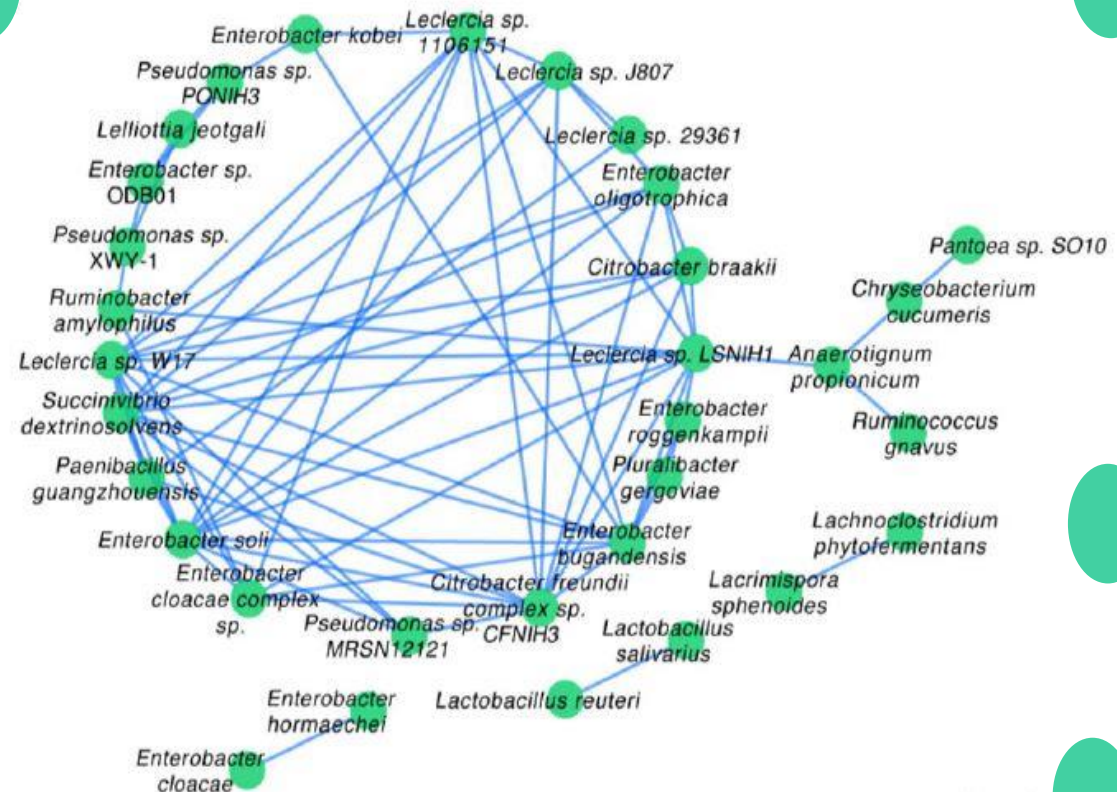 Leclercia sp.
1106151
Enterobacter kobei
Leclercia sp. J807
Pseudomonas sp.
PONIH3
Lelliottia jeotgali
Leclercia sp. 29361
Enterobacter sp.
ODB01
Enterobacter
oligotrophica
Pseudomonas sp.
XWY-1
Pantoea sp. SO10
Citrobacter braakii
Chryseobacterium
cucumeris
Ruminobacter
amylophilus
Leclercia sp. W17
Leclercia sp. LSNIH1
Anaerotignum
propionicum
Succinivibrio
dextrinosolvens
Enterobacter
roggenkampii
Ruminococcus
gnavus
Paenibacillus
guangzhouensis
Pluralibacter
gergoviae
Enterobacter soli
Enterobacter
bugandensis
Lachnoclostridium
phytofermentans
Enterobacter
cloacae complex
sp.
Citrobacter freundii
complex sp.
CFNIH3
Lacrimispora
sphenoides
Pseudomonas sp.
MRSN12121
Lactobacillus
salivarius
Enterobacter
hormaechei
Lactobacillus reuteri
Enterobacter
cloacae